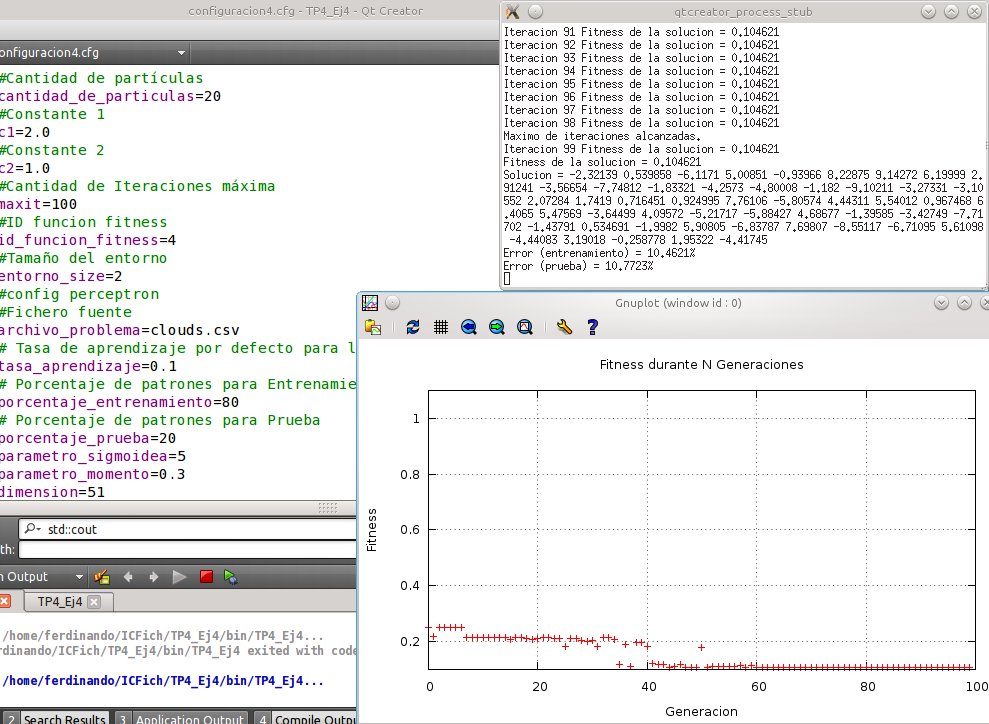 configuracion4.cfg - TP4_Ej4 - Qt Creator
onfiguracion4.cfg
#Cantidad de partículas
cantidad_de_particulas=20
#Constante 1
c1=2.0
#Constante 2
c2=1.0
#Cantidad de Iteraciones máxima
maxit=100
#ID funcion fitness
id_funcion_fitness=4
#Tamaño del entorno
entorno_size=2
#config perceptron
#Fichero fuente
archivo_problema=clouds.csv
# Tasa de aprendizaje por defecto para l
tasa_aprendizaje=0.1
# Porcentaje de patrones para Entrenamie
porcentaje_entrenamiento=80
# Porcentaje de patrones para Prueba
porcentaje_prueba=20
parametro_sigmoidea=5
parametro_momento=0.3
dimension=51
std::cout
th:
n Output
TP4_Ej4
/home/ferdinando/ICFich/TP4_Ej4/bin/TP4_Ej4...
rdinando/ICFich/TP4_Ej4/bin/TP4_Ej4 exited with code
/home/ferdinando/ICFich/TP4_Ej4/bin/TP4_Ej4...
2 Search Results 3 Application Output 4 Compile Outpu
qtcreator_process_stub
Iteracion 91 Fitness de la solucion = 0.104621
Iteracion 92 Fitness de la solucion = 0.104621
Iteracion 93 Fitness de la solucion = 0.104621
Iteracion 94 Fitness de la solucion = 0.104621
Iteracion 95 Fitness de la solucion = 0.104621
Iteracion 96 Fitness de la solucion = 0.104621
Iteracion 97 Fitness de la solucion = 0.104621
Iteracion 98 Fitness de la solucion = 0.104621
Maximo de iteraciones alcanzadas.
Iteracion 99 Fitness de la solucion = 0.104621
Fitness de la solucion = 0.104621
Solucion = -2.32139 0.539858 -6.1171 5.00851 -0.93966 8.22875 9.14272 6.19999 2.
91241 -3.56654 -7.74812 -1.83321 -4.2573 -4.80008 -1.182 -9.10211 -3.27331 -3.10
552 2.07284 1.7419 0.716451 0.924995 7.76106 -5.80574 4.44311 5.54012 0.967468 6
.4065 5.47569 -3.64499 4.09572 -5.21717 -5.88427 4.68677 -1.39585 -3.42749 -7.71
702 -1.43791 0.534691 -1.9982 5.90805 -6.83787 7.69807 -8.55117 -6.71095 5.61098
-4.44083 3.19018 -0.258778 1.95322 -4.41745
Error (entrenamiento) = 10.4621%
Error (prueba) = 10.7723%
Gnuplot (window id : 0)
Fitness durante N Generaciones
1
0.8
0.6
0.4
0.2
Fitness
0 20 40 60 80 100
Generacion